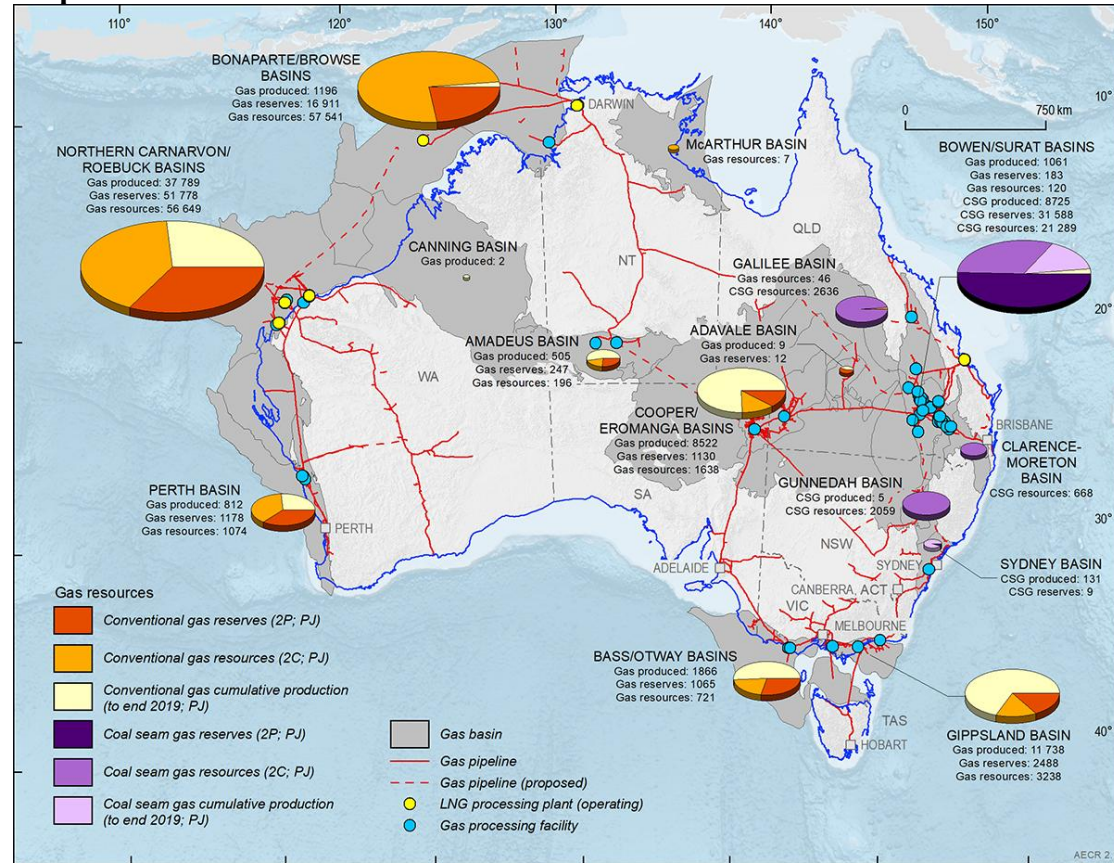 110°
120°
130°
140°
150°
BONAPARTE/BROWSE
BASINS
Gas produced: 1196
Gas reserves: 16 911
Gas resources: 57 541
DARWIN
10°
0
750 km
McARTHUR BASIN
Gas resources: 7
BOWEN/SURAT BASINS
Gas produced: 1061
Gas reserves: 183
Gas resources: 120
CSG produced: 8725
CSG reserves: 31 588
CSG resources: 21 289
NORTHERN CARNARVON/
ROEBUCK BASINS
Gas produced: 37 789
Gas reserves: 51 778
Gas resources: 56 649
CANNING BASIN
Gas produced: 2
NT
QLD
GALILEE BASIN
Gas resources: 46
CSG resources: 2636
20°
AMADEUS BASIN
Gas produced: 505
Gas reserves: 247
Gas resources: 196
ADAVALE BASIN
Gas produced: 9
Gas reserves: 12
WA
COOPER/
EROMANGA BASINS
Gas produced: 8522
Gas reserves: 1130
Gas resources: 1638
BRISBANE
CLARENCE-
MORETON
BASIN
CSG resources: 668
GUNNEDAH BASIN
CSG produced: 5
CSG resources: 2059
SA
PERTH BASIN
Gas produced: 812
Gas reserves: 1178
Gas resources: 1074
PERTH
30°
NSW
ADELAIDE
SYDNEY
SYDNEY BASIN
CSG produced: 131
CSG reserves: 9
CANBERRA, ACT
VIC
MELBOURNE
BASS/OTWAY BASINS
Gas produced: 1866
Gas reserves: 1065
Gas resources: 721
TAS
HOBART
GIPPSLAND BASIN
Gas produced: 11 738
Gas reserves: 2488
Gas resources: 3238
40°
Gas resources
Conventional gas reserves (2P; PJ)
Conventional gas resources (2C; PJ)
Conventional gas cumulative production
(to end 2019; PJ)
Coal seam gas reserves (2P; PJ)
Coal seam gas resources (2C; PJ)
Coal seam gas cumulative production
(to end 2019; PJ)
Gas basin
Gas pipeline
Gas pipeline (proposed)
LNG processing plant (operating)
Gas processing facility
AECR 2